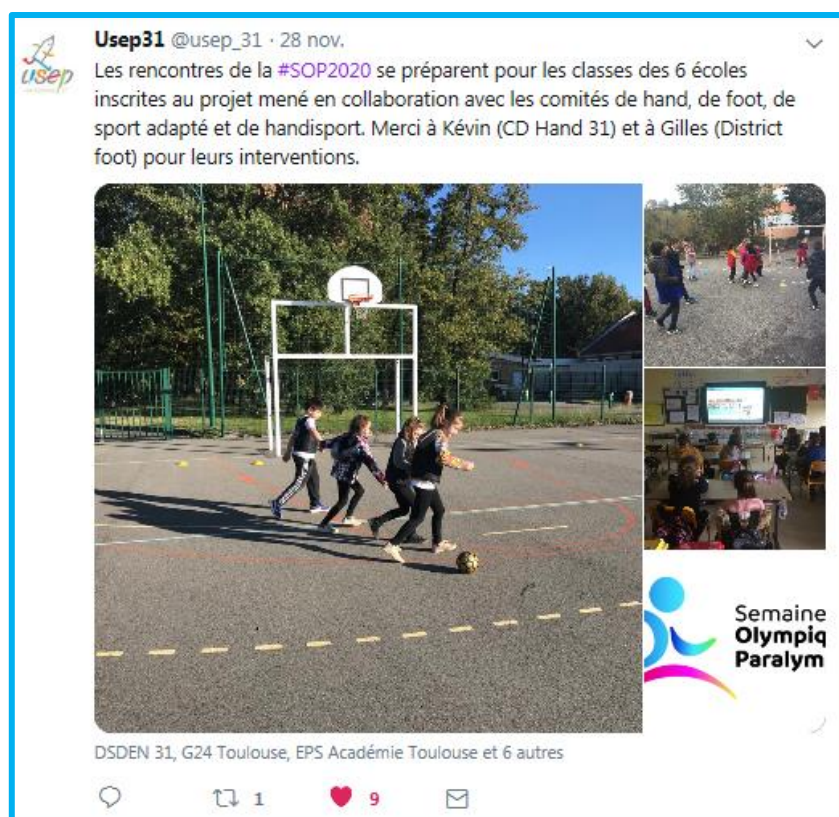 Usep31 @usep_31 · 28 nov.
Les rencontres de la #SOP2020 se préparent pour les classes des 6 écoles
inscrites au projet mené en collaboration avec les comités de hand, de foot, de
sport adapté et de handisport. Merci à Kévin (CD Hand 31) et à Gilles (District
foot) pour leurs interventions.
usep
Semaine
Olympiq
Paralym
DSDEN 31, G24 Toulouse, EPS Académie Toulouse et 6 autres
1
9